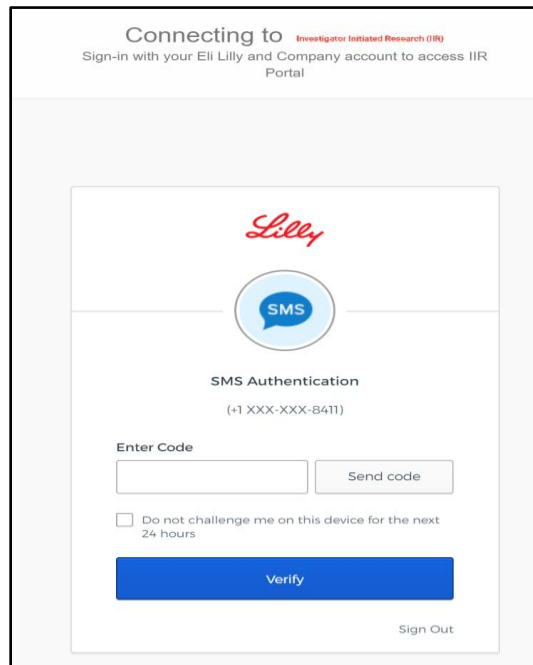 Connecting to Investigator Initiated Research (IIR)
Sign-in with your Eli Lilly and Company account to access IIR
Portal
Lilly
SMS
SMS Authentication
(+1 XXX-XXX-8411)
Enter Code
Send code
Do not challenge me on this device for the next
24 hours
Verify
Sign Out